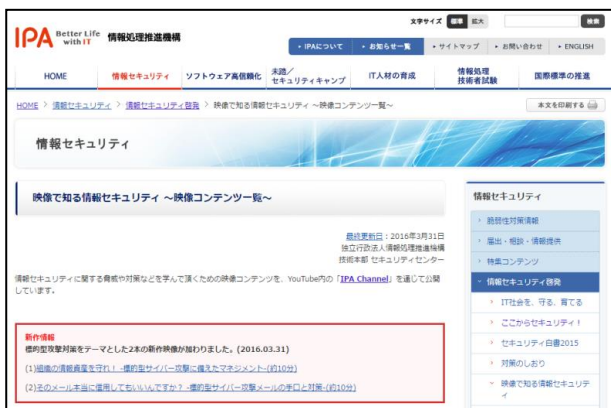 文字サイズ 標準 拡大 検索
IPA Better Life with IT 情報処理推進機構
IPAについて お知らせ一覧 サイトマップ お問い合わせ ENGLISH
HOME 情報セキュリティ ソフトウェア高信頼化 未踏／セキュリティキャンプ IT人材の育成 情報処理技術者試験 国際標準の推進
HOME > 情報セキュリティ > 情報セキュリティ啓発 > 映像で知る情報セキュリティ ～映像コンテンツ一覧～
本文を印刷する
情報セキュリティ
映像で知る情報セキュリティ ～映像コンテンツ一覧～
最終更新日：2016年3月31日
独立行政法人情報処理推進機構
技術本部 セキュリティセンター
情報セキュリティに関する脅威や対策などを学んで頂くための映像コンテンツを、YouTube内の「IPA Channel」を通じて公開
しています。
新作情報
標的型攻撃対策をテーマとした2本の新作映像が加わりました。(2016.03.31)
(1)組織の情報資産を守れ！ -標的型サイバー攻撃に備えたマネジメント-(約10分)
(2)そのメール本当に信用してもいいんですか？ -標的型サイバー攻撃メールの手口と対策-(約10分)
情報セキュリティ
脆弱性対策情報
届出・相談・情報提供
特集コンテンツ
情報セキュリティ啓発
IT社会を、守る、育てる
ここからセキュリティ！
セキュリティ白書2015
対策のしおり
映像で知る情報セキュリテ
ィ